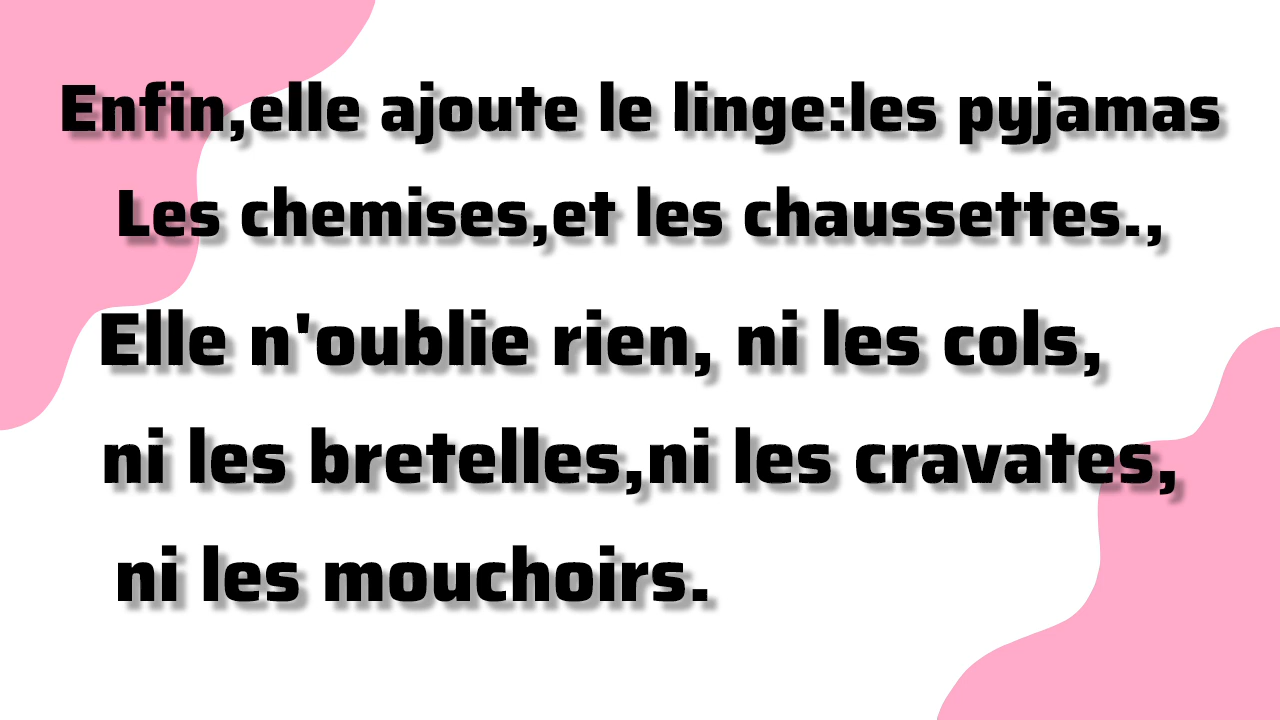 Enfin,elle ajoute le linge:les pyjamas
Les chemises,et les chaussettes.,
Elle n'oublie rien, ni les cols,
ni les bretelles,ni les cravates,
ni les mouchoirs.